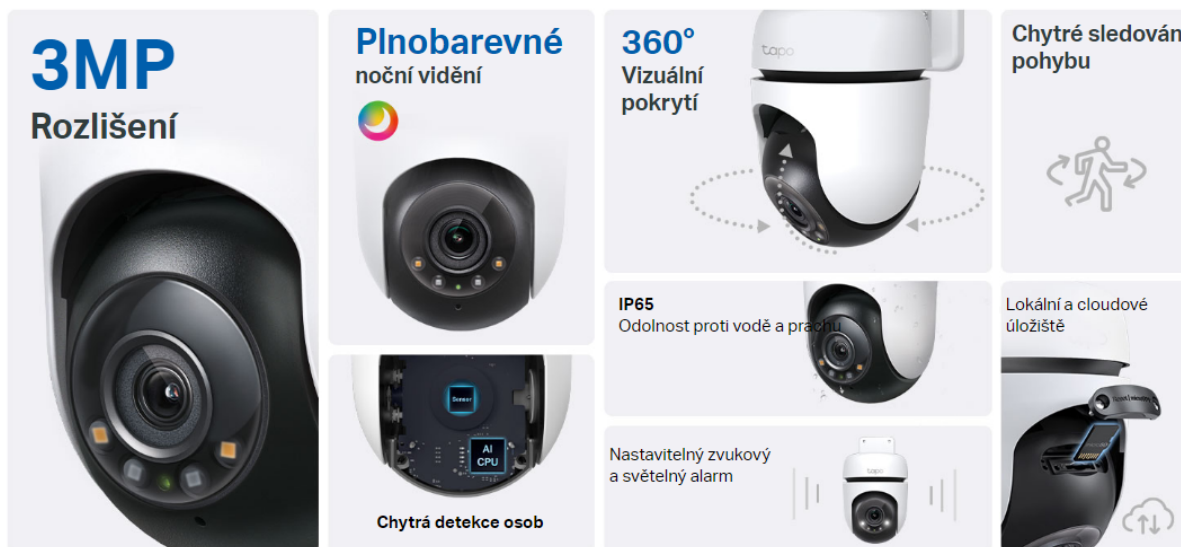 3MP
Rozlišení
Plnobarevné
noční vidění
Sensor
AI
CPU
Chytrá detekce osob
360°
Vizuální
pokrytí
tapo
IP65
Odolnost proti vodě a prachu
Nastavitelný zvukový
a světelný alarm
tapo
Chytré sledován
pohybu
Lokální a cloudové
úložiště